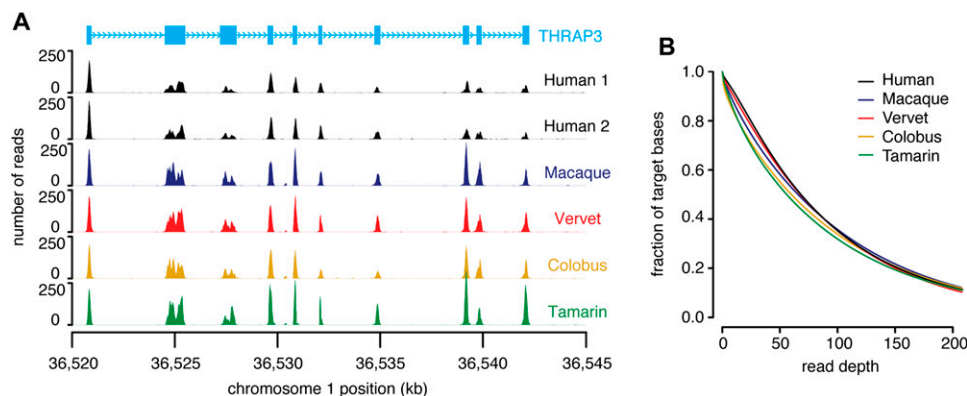 A
THRAP3
250
0
Human 1
250
0
Human 2
250
0
Macaque
250
0
Vervet
250
0
Colobus
250
0
Tamarin
number of reads
36,520
36,525
36,530
36,535
36,540
36,545
chromosome 1 position (kb)
B
1.0
0.8
0.6
0.4
0.2
0.0
fraction of target bases
Human
Macaque
Vervet
Colobus
Tamarin
0
50
100
150
200
read depth